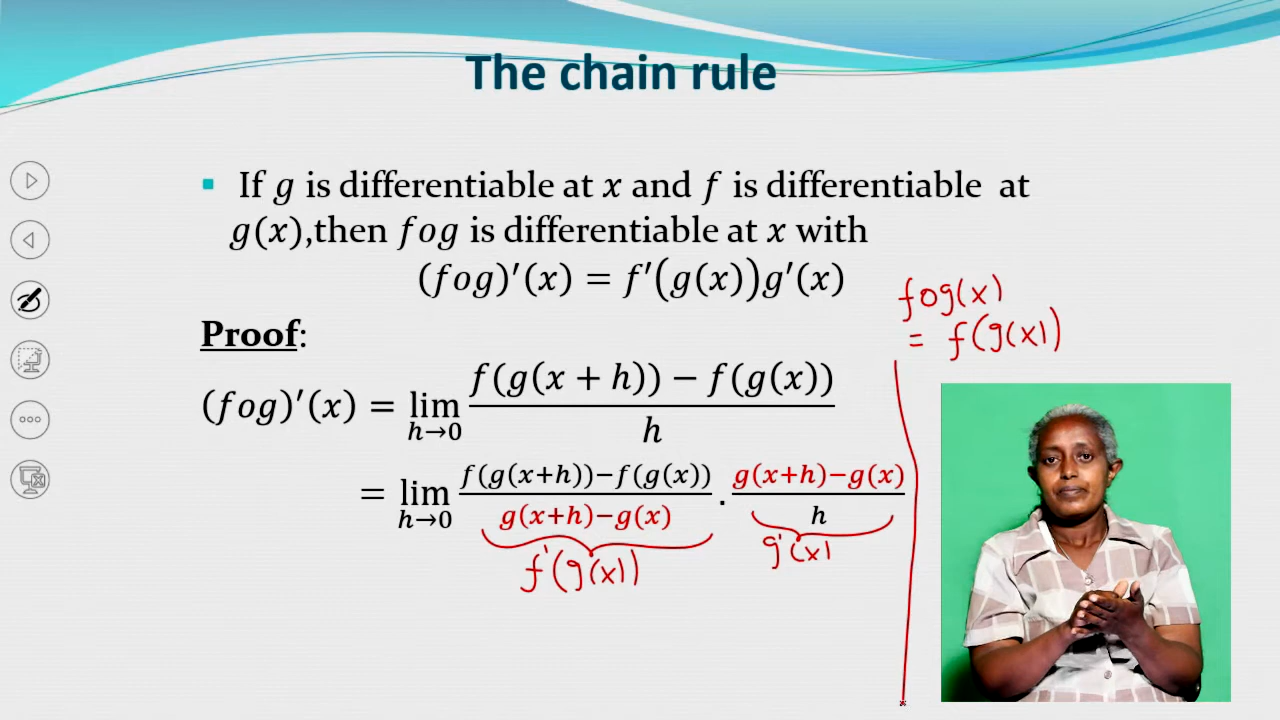 The chain rule
▪ If g is differentiable at x and f is differentiable at
g(x),then fog is differentiable at x with
(fog)′(x) = f′(g(x))g′(x)
fog(x)
= f(g(x))
Proof:
(fog)′(x) = lim h→0 f(g(x + h)) − f(g(x)) / h
= lim h→0 f(g(x+h))−f(g(x)) / g(x+h)−g(x) . g(x+h)−g(x) / h
f'(g(x))
g'(x)